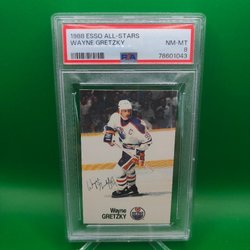 1988 ESSO ALL-STARS
WAYNE GRETZKY
NM-MT
8
PSA
76601043
Wayne
GRETZKY